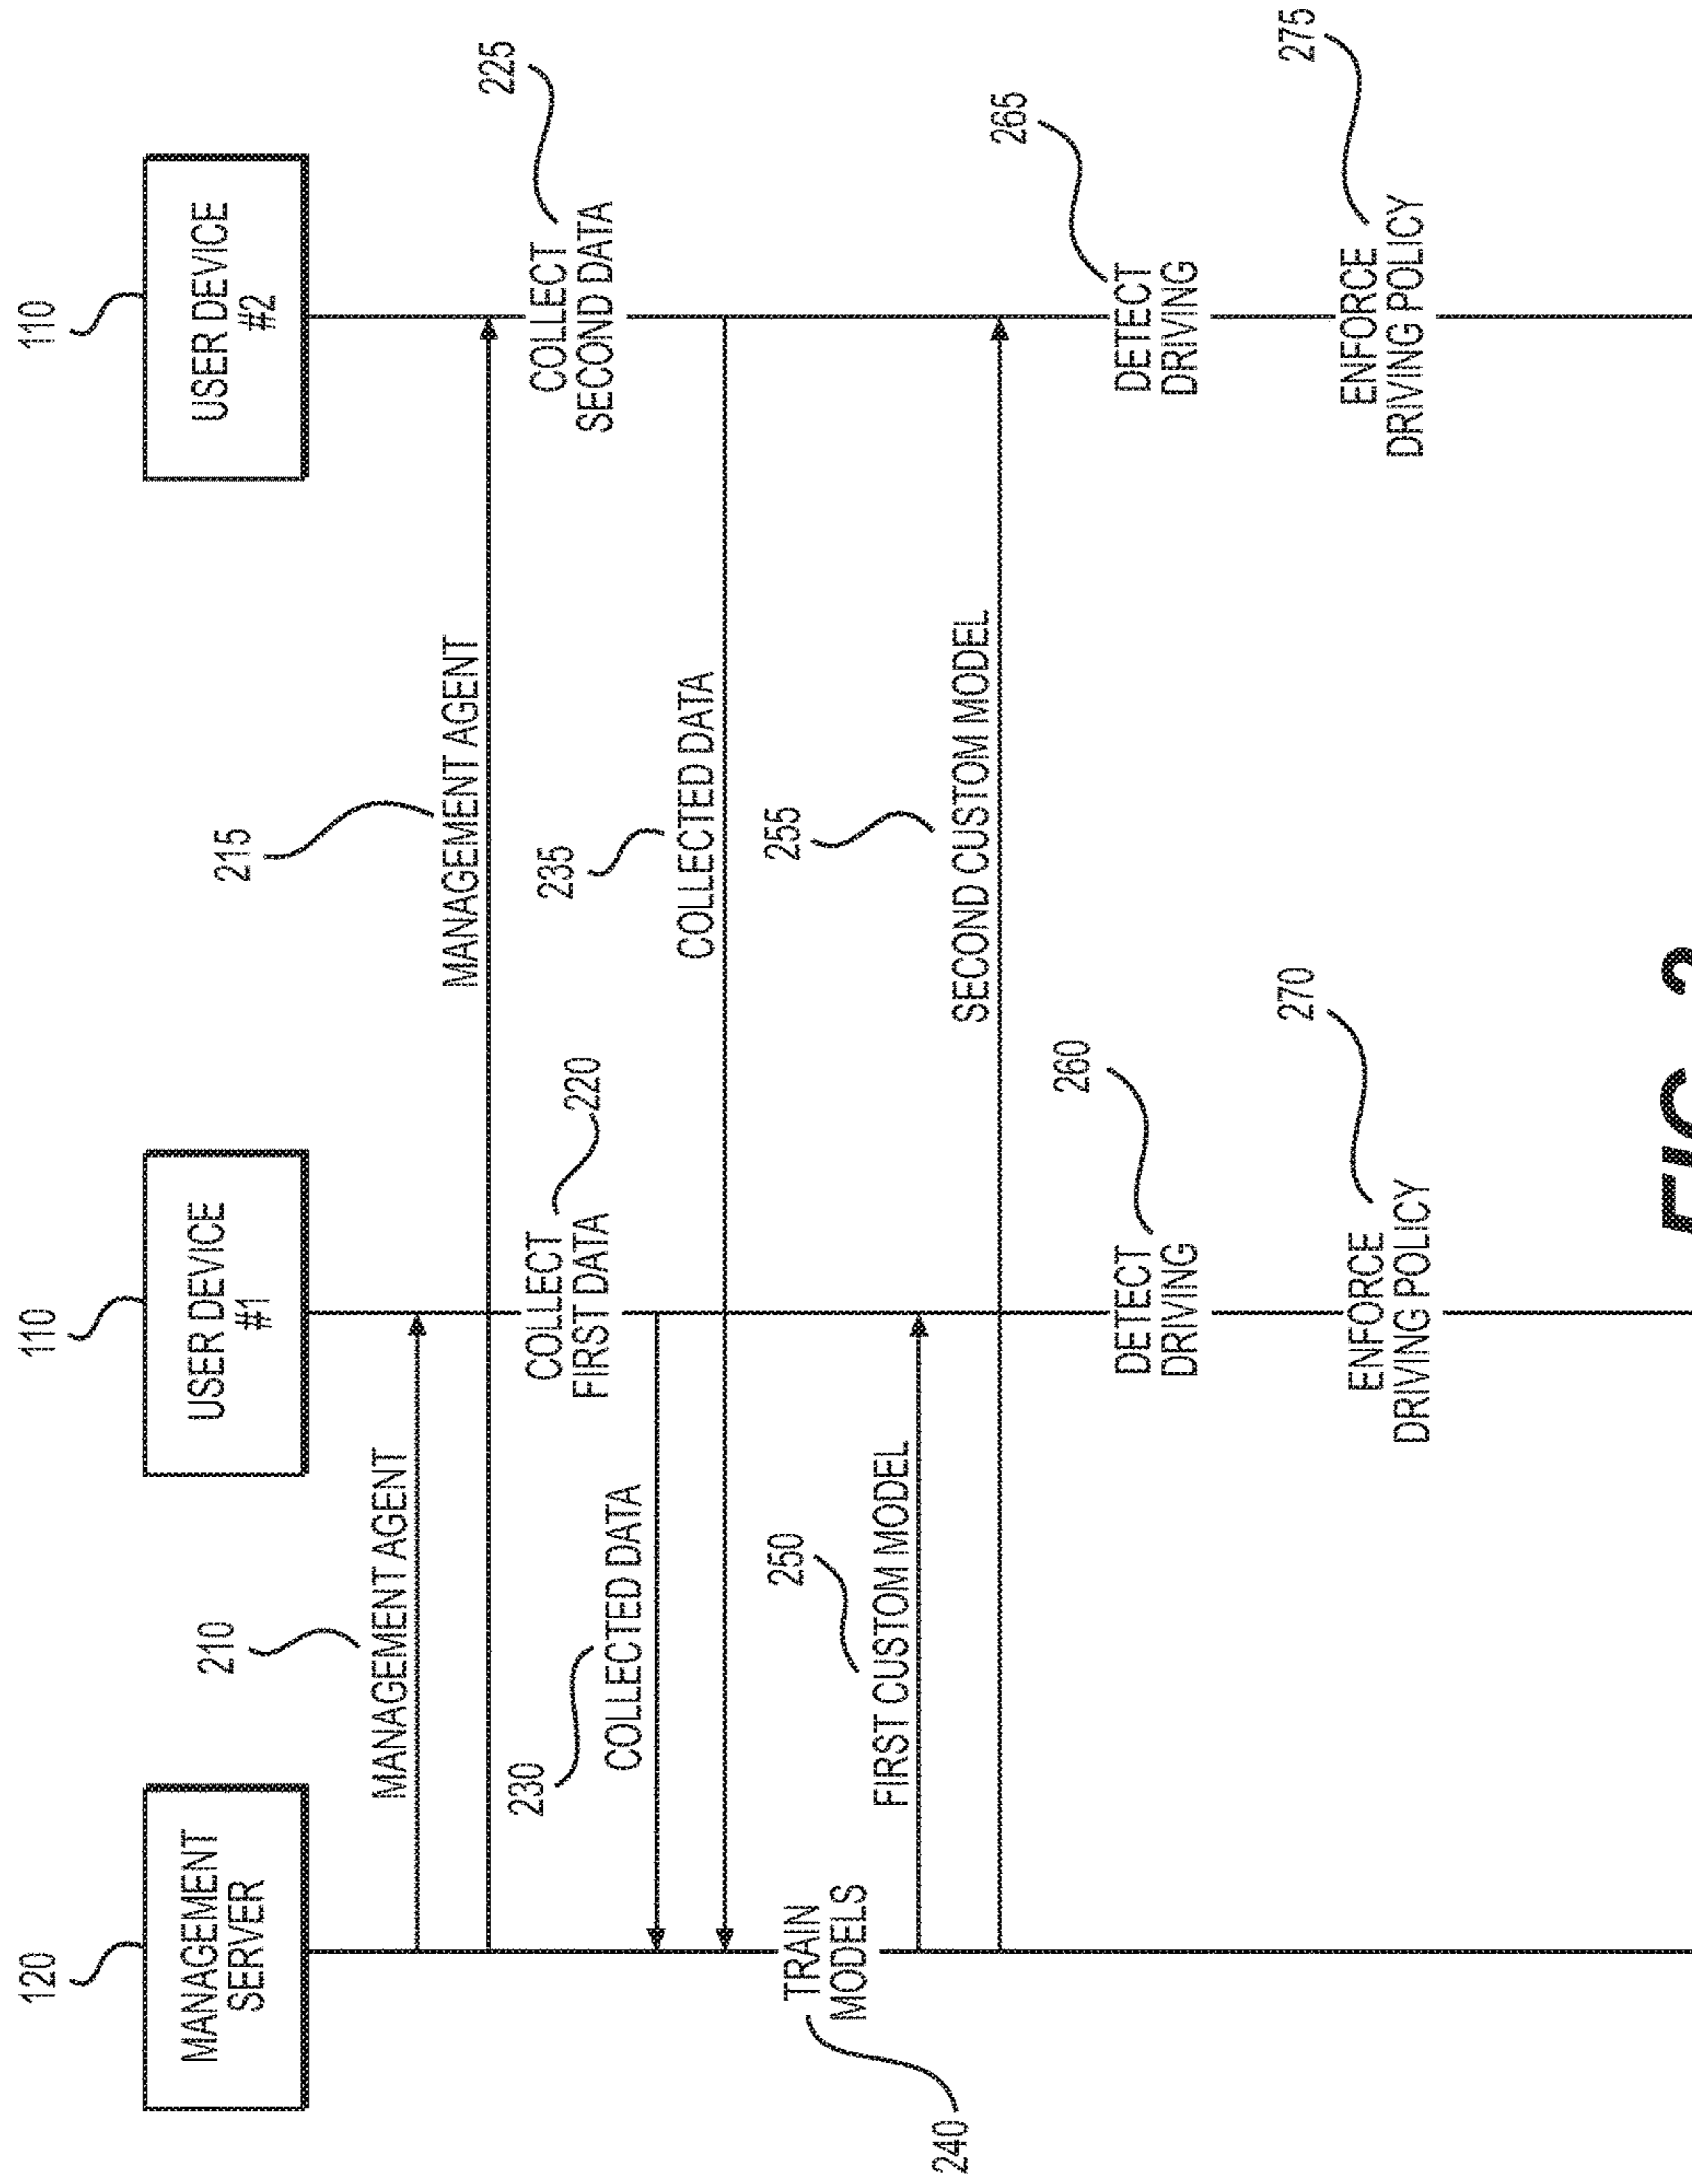 120
110
110
MANAGEMENT
SERVER
USER DEVICE
#1
USER DEVICE
#2
210
MANAGEMENT AGENT
215
MANAGEMENT AGENT
COLLECT
FIRST DATA
220
COLLECT
SECOND DATA
225
230
COLLECTED DATA
235
COLLECTED DATA
TRAIN
MODELS
240
250
FIRST CUSTOM MODEL
255
SECOND CUSTOM MODEL
DETECT
DRIVING
260
DETECT
DRIVING
265
ENFORCE
DRIVING POLICY
270
ENFORCE
DRIVING POLICY
275
FIG. 2